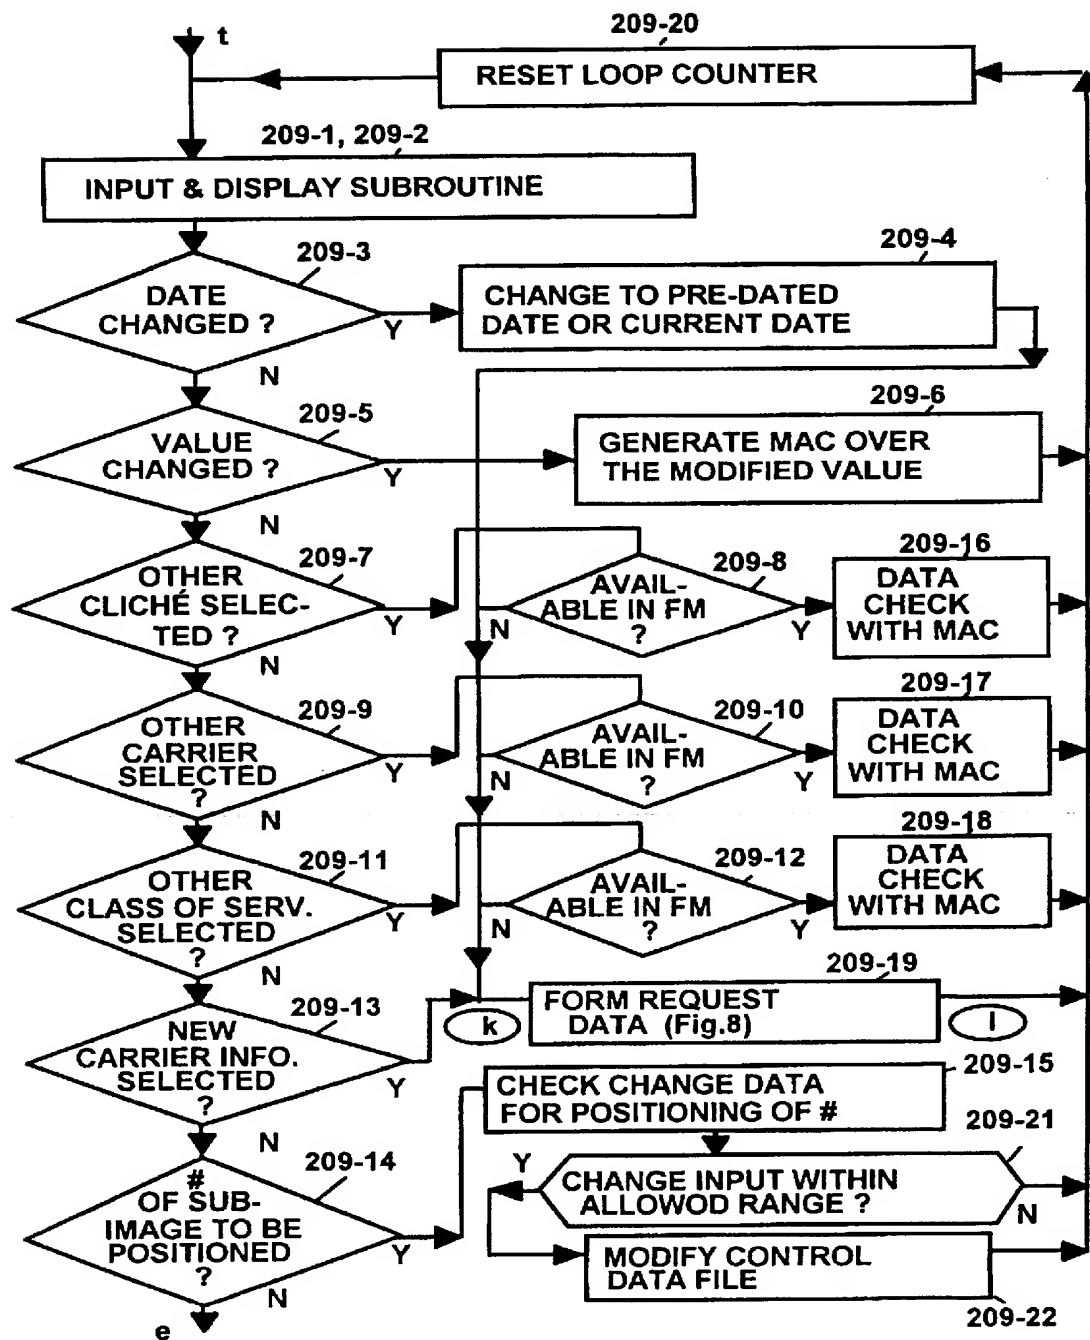 t
209-20
RESET LOOP COUNTER
209-1, 209-2
INPUT & DISPLAY SUBROUTINE
209-3
DATE
CHANGED ?
Y
N
209-4
CHANGE TO PRE-DATED
DATE OR CURRENT DATE
209-5
VALUE
CHANGED ?
Y
N
209-6
GENERATE MAC OVER
THE MODIFIED VALUE
209-7
OTHER
CLICHÉ SELEC-
TED ?
Y
N
209-8
AVAIL-
ABLE IN FM
?
N
Y
209-16
DATA
CHECK
WITH MAC
209-9
OTHER
CARRIER
SELECTED
?
Y
N
209-10
AVAIL-
ABLE IN FM
?
N
Y
209-17
DATA
CHECK
WITH MAC
209-11
OTHER
CLASS OF SERV.
SELECTED
?
Y
N
209-12
AVAIL-
ABLE IN FM
?
N
Y
209-18
DATA
CHECK
WITH MAC
209-13
NEW
CARRIER INFO.
SELECTED
?
Y
N
k
209-19
FORM REQUEST
DATA (Fig.8)
l
209-14
#
OF SUB-
IMAGE TO BE
POSITIONED
?
Y
N
209-15
CHECK CHANGE DATA
FOR POSITIONING OF #
209-21
Y
CHANGE INPUT WITHIN
ALLOWOD RANGE ?
N
MODIFY CONTROL
DATA FILE
209-22
e